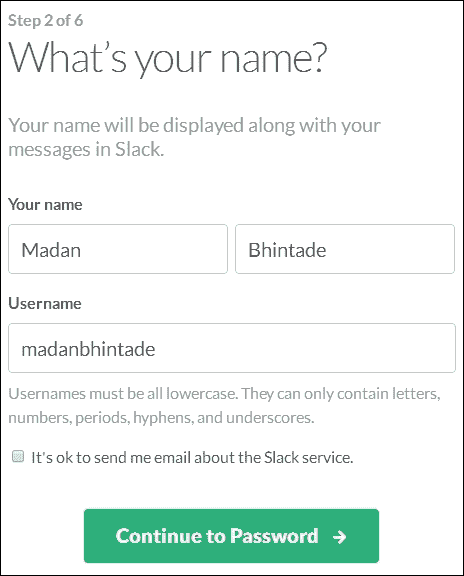 Step 2 of 6
What's your name?
Your name will be displayed along with your
messages in Slack.
Your name
Madan Bhintade
Username
madanbhintade
Usernames must be all lowercase. They can only contain letters,
numbers, periods, hyphens, and underscores.
It's ok to send me email about the Slack service.
Continue to Password →